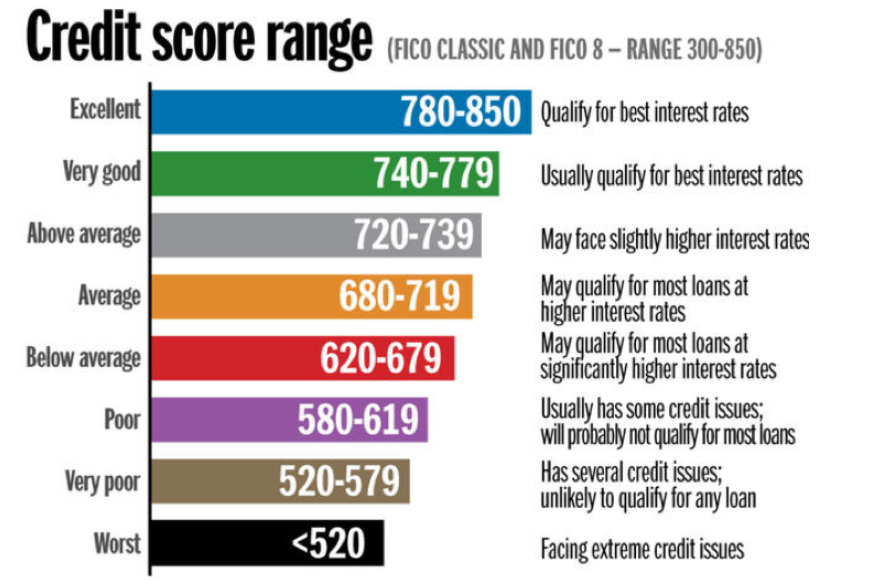 Credit score range (FICO CLASSIC AND FICO 8 – RANGE 300-850)
Excellent 780-850 Qualify for best interest rates
Very good 740-779 Usually qualify for best interest rates
Above average 720-739 May face slightly higher interest rates
Average 680-719 May qualify for most loans at
higher interest rates
Below average 620-679 May qualify for most loans at
significantly higher interest rates
Poor 580-619 Usually has some credit issues;
will probably not qualify for most loans
Very poor 520-579 Has several credit issues;
unlikely to qualify for any loan
Worst <520 Facing extreme credit issues